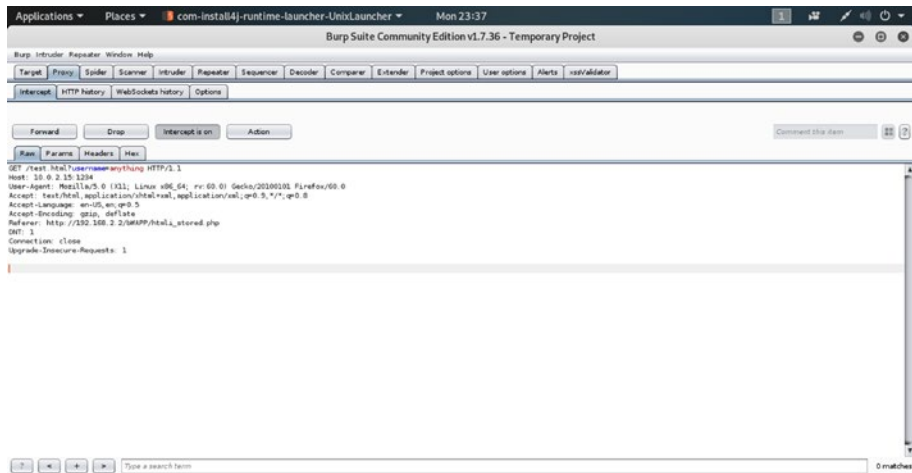 Applications Places com-install4j-runtime-launcher-UnixLauncher Mon 23:37 1
Burp Suite Community Edition v1.7.36 - Temporary Project
Burp Intruder Repeater Window Help
Target Proxy Spider Scanner Intruder Repeater Sequencer Decoder Comparer Extender Project options User options Alerts xssValidator
Intercept HTTP history WebSockets history Options
Forward Drop Intercept is on Action Comment this item ?
Raw Params Headers Hex
GET /test.html?username=anything HTTP/1.1
Host: 10.0.2.15:1234
User-Agent: Mozilla/5.0 (X11; Linux x86_64; rv:60.0) Gecko/20100101 Firefox/60.0
Accept: text/html,application/xhtml+xml,application/xml;q=0.9,*/*;q=0.8
Accept-Language: en-US,en;q=0.5
Accept-Encoding: gzip, deflate
Referer: http://192.168.2.2/bWAPP/htmli_stored.php
DNT: 1
Connection: close
Upgrade-Insecure-Requests: 1
? < + > Type a search term 0 matches